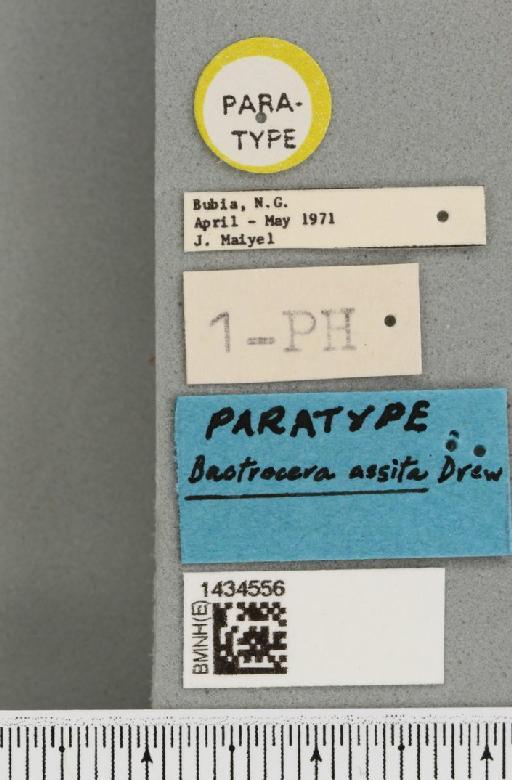 PARA-
TYPE
Bubia, N.G.
April - May 1971
J. Maiyel
1-PH
PARATYPE
Bactrocera assita Drew
1434556
BMNH(E)